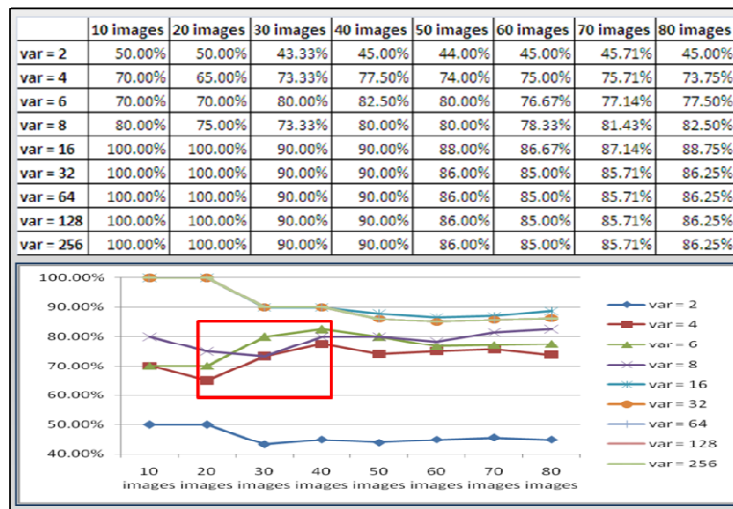 10 images 20 images 30 images 40 images 50 images 60 images 70 images 80 images
var = 2 50.00% 50.00% 43.33% 45.00% 44.00% 45.00% 45.71% 45.00%
var = 4 70.00% 65.00% 73.33% 77.50% 74.00% 75.00% 75.71% 73.75%
var = 6 70.00% 70.00% 80.00% 82.50% 80.00% 76.67% 77.14% 77.50%
var = 8 80.00% 75.00% 73.33% 80.00% 80.00% 78.33% 81.43% 82.50%
var = 16 100.00% 100.00% 90.00% 90.00% 88.00% 86.67% 87.14% 88.75%
var = 32 100.00% 100.00% 90.00% 90.00% 86.00% 85.00% 85.71% 86.25%
var = 64 100.00% 100.00% 90.00% 90.00% 86.00% 85.00% 85.71% 86.25%
var = 128 100.00% 100.00% 90.00% 90.00% 86.00% 85.00% 85.71% 86.25%
var = 256 100.00% 100.00% 90.00% 90.00% 86.00% 85.00% 85.71% 86.25%
100.00%
90.00%
80.00%
70.00%
60.00%
50.00%
40.00%
10 20 30 40 50 60 70 80
images images images images images images images images
var = 2
var = 4
var = 6
var = 8
var = 16
var = 32
var = 64
var = 128
var = 256